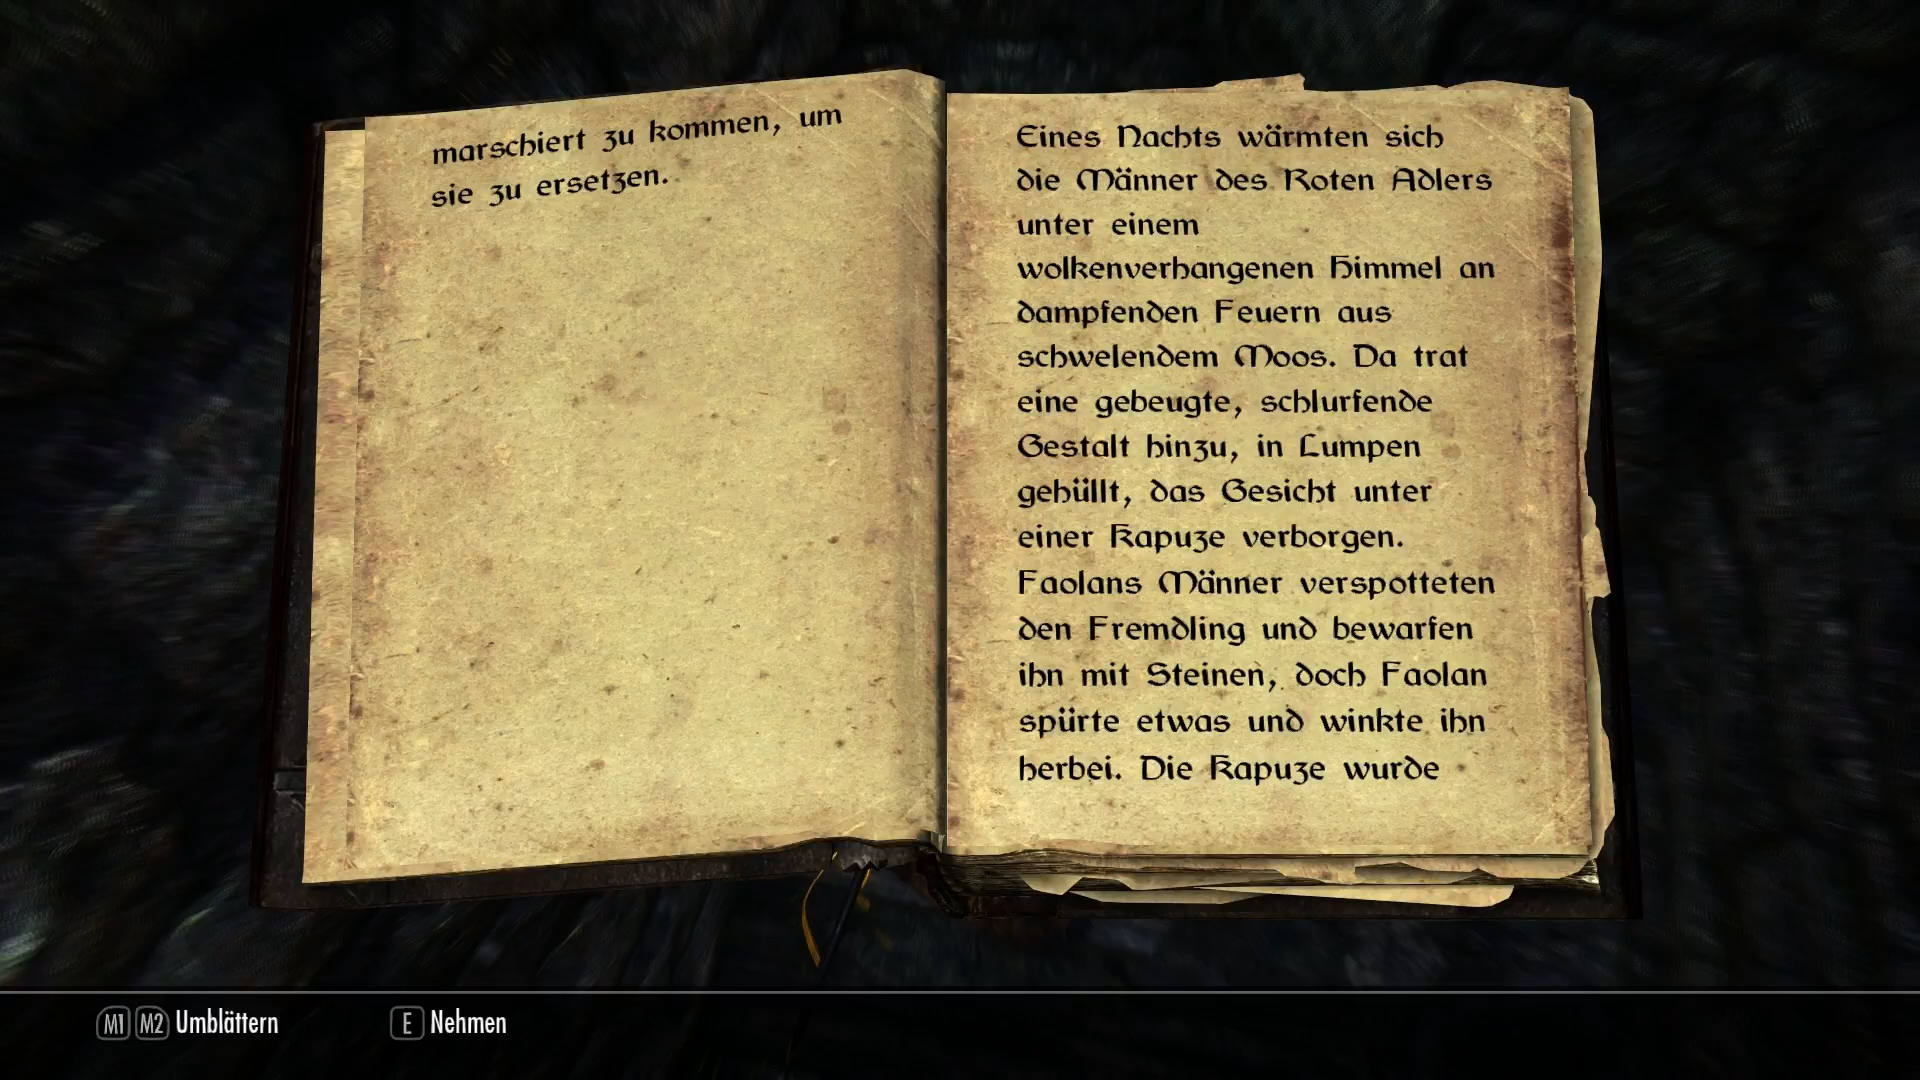 marschiert zu kommen, um
sie zu ersetzen.
Eines Nachts wärmten sich
die Männer des Roten Adlers
unter einem
wolkenverhangenen Himmel an
dampfenden Feuern aus
schwelendem Moos. Da trat
eine gebeugte, schlurfende
Gestalt hinzu, in Lumpen
gehüllt, das Gesicht unter
einer Kapuze verborgen.
Faolans Männer verspotteten
den Fremdling und bewarfen
ihn mit Steinen, doch Faolan
spürte etwas und winkte ihn
herbei. Die Kapuze wurde
M1 M2 Umblättern
E Nehmen